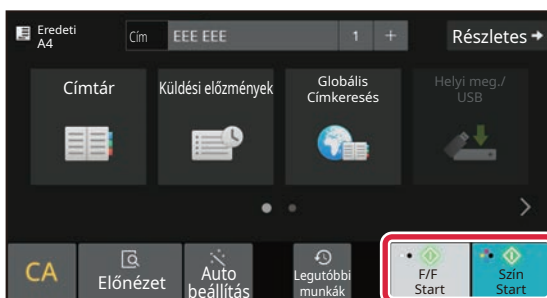 Eredeti
A4
Cím
EEE EEE
1
+
Részletes
Címtár
Küldési előzmények
Globális
Címkeresés
Helyi meg./
USB
CA
Előnézet
Auto
beállítás
Legutóbbi
munkák
F/F
Start
Szín
Start